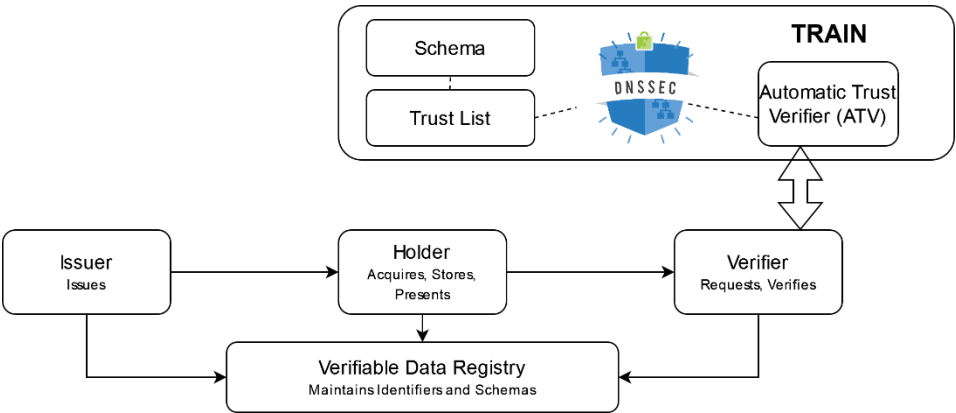 TRAIN
Schema
Trust List
DNSSEC
Automatic Trust
Verifier (ATV)
Issuer
Issues
Holder
Acquires, Stores,
Presents
Verifier
Requests, Verifies
Verifiable Data Registry
Maintains Identifiers and Schemas